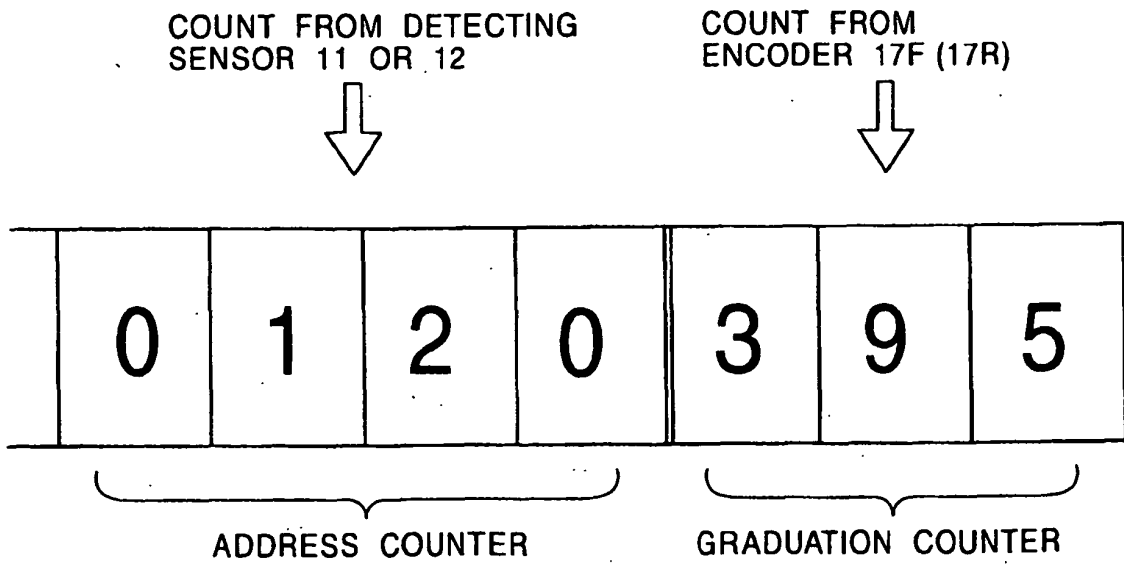 COUNT FROM DETECTING
SENSOR 11 OR 12
COUNT FROM
ENCODER 17F (17R)
0 1 2 0 3 9 5
ADDRESS COUNTER
GRADUATION COUNTER